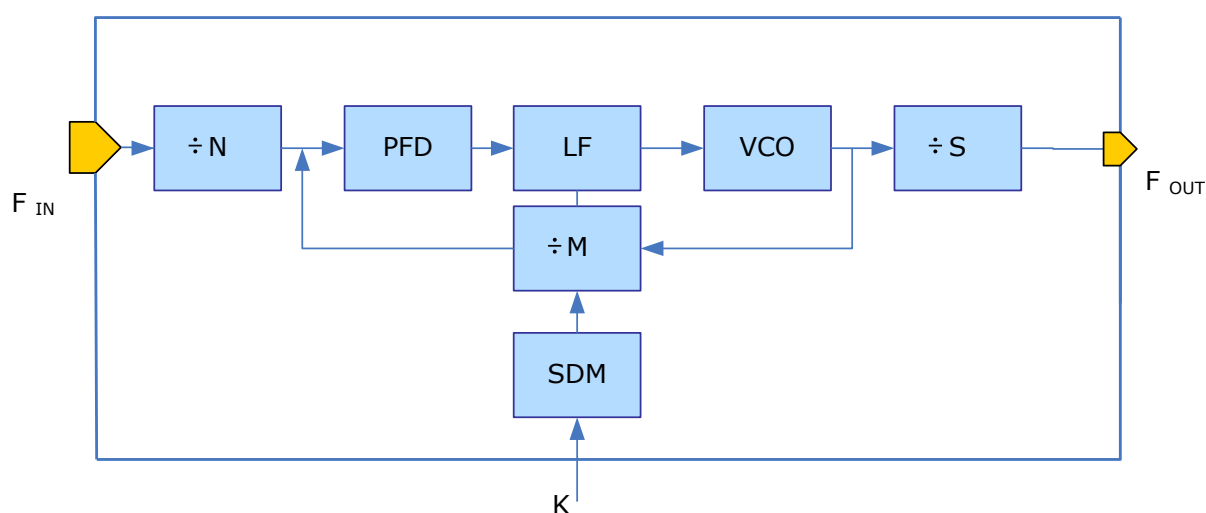 ÷N
PFD
LF
VCO
÷S
F IN
F OUT
÷M
SDM
K